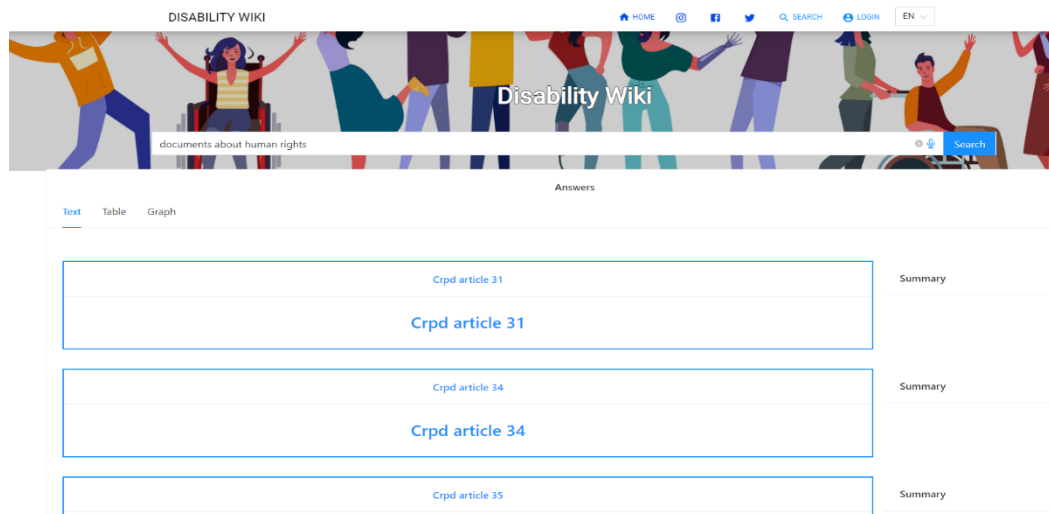 DISABILITY WIKI HOME SEARCH LOGIN EN
Disability Wiki
documents about human rights Search
Answers
Text Table Graph
Crpd article 31 Summary
Crpd article 31
Crpd article 34 Summary
Crpd article 34
Crpd article 35 Summary